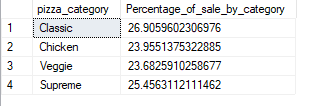 pizza_category Percentage_of_sale_by_category
1 Classic 26.9059602306976
2 Chicken 23.9551375322885
3 Veggie 23.6825910258677
4 Supreme 25.4563112111462